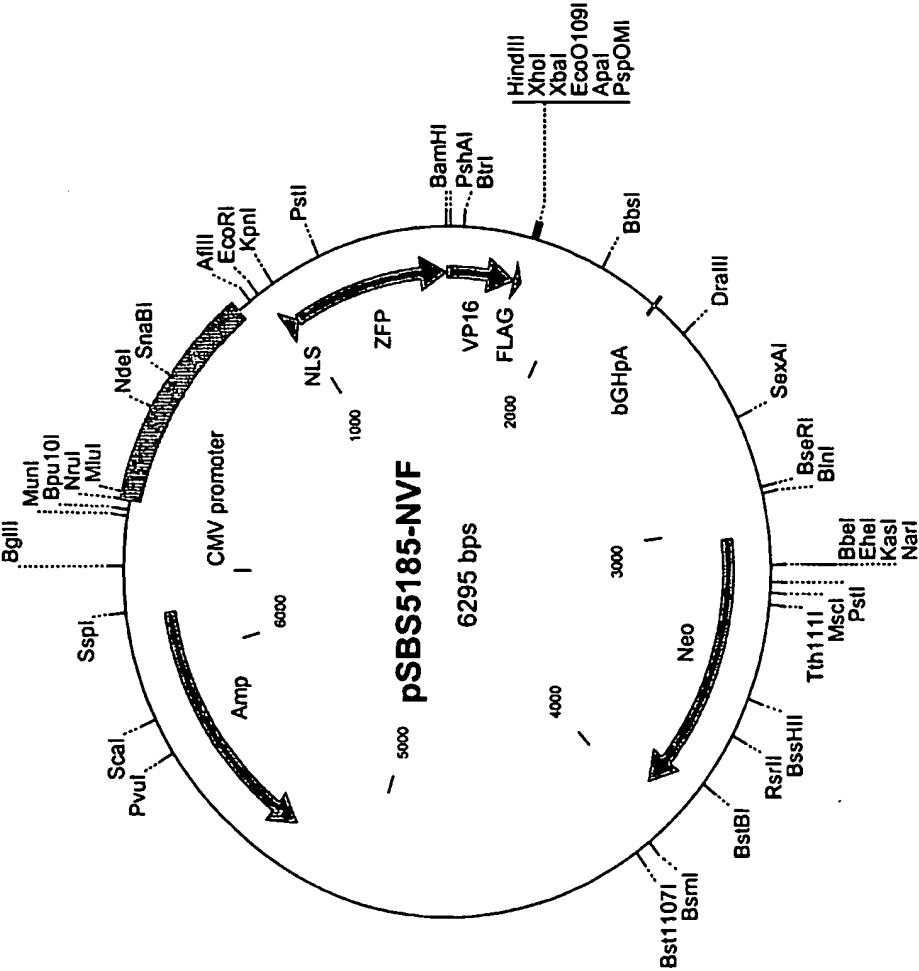 BglII
MunI
Bpu10I
NruI
MluI
NdeI
SnaBI
AflII
EcoRI
KpnI
PstI
BamHI
PshAI
BtrI
HindIII
XhoI
XbaI
EcoO109I
ApaI
PspOMI
BbsI
DraIII
SexAI
BseRI
BlnI
BbeI
EheI
KasI
NarI
PstI
MscI
Tth111I
BssHII
RsrII
BstBI
BsmI
Bst1107I
PvuI
ScaI
SspI
CMV promoter
NLS
ZFP
VP16
FLAG
bGHpA
Neo
Amp
1000
2000
3000
4000
5000
6000
pSBS5185-NVF
6295 bps